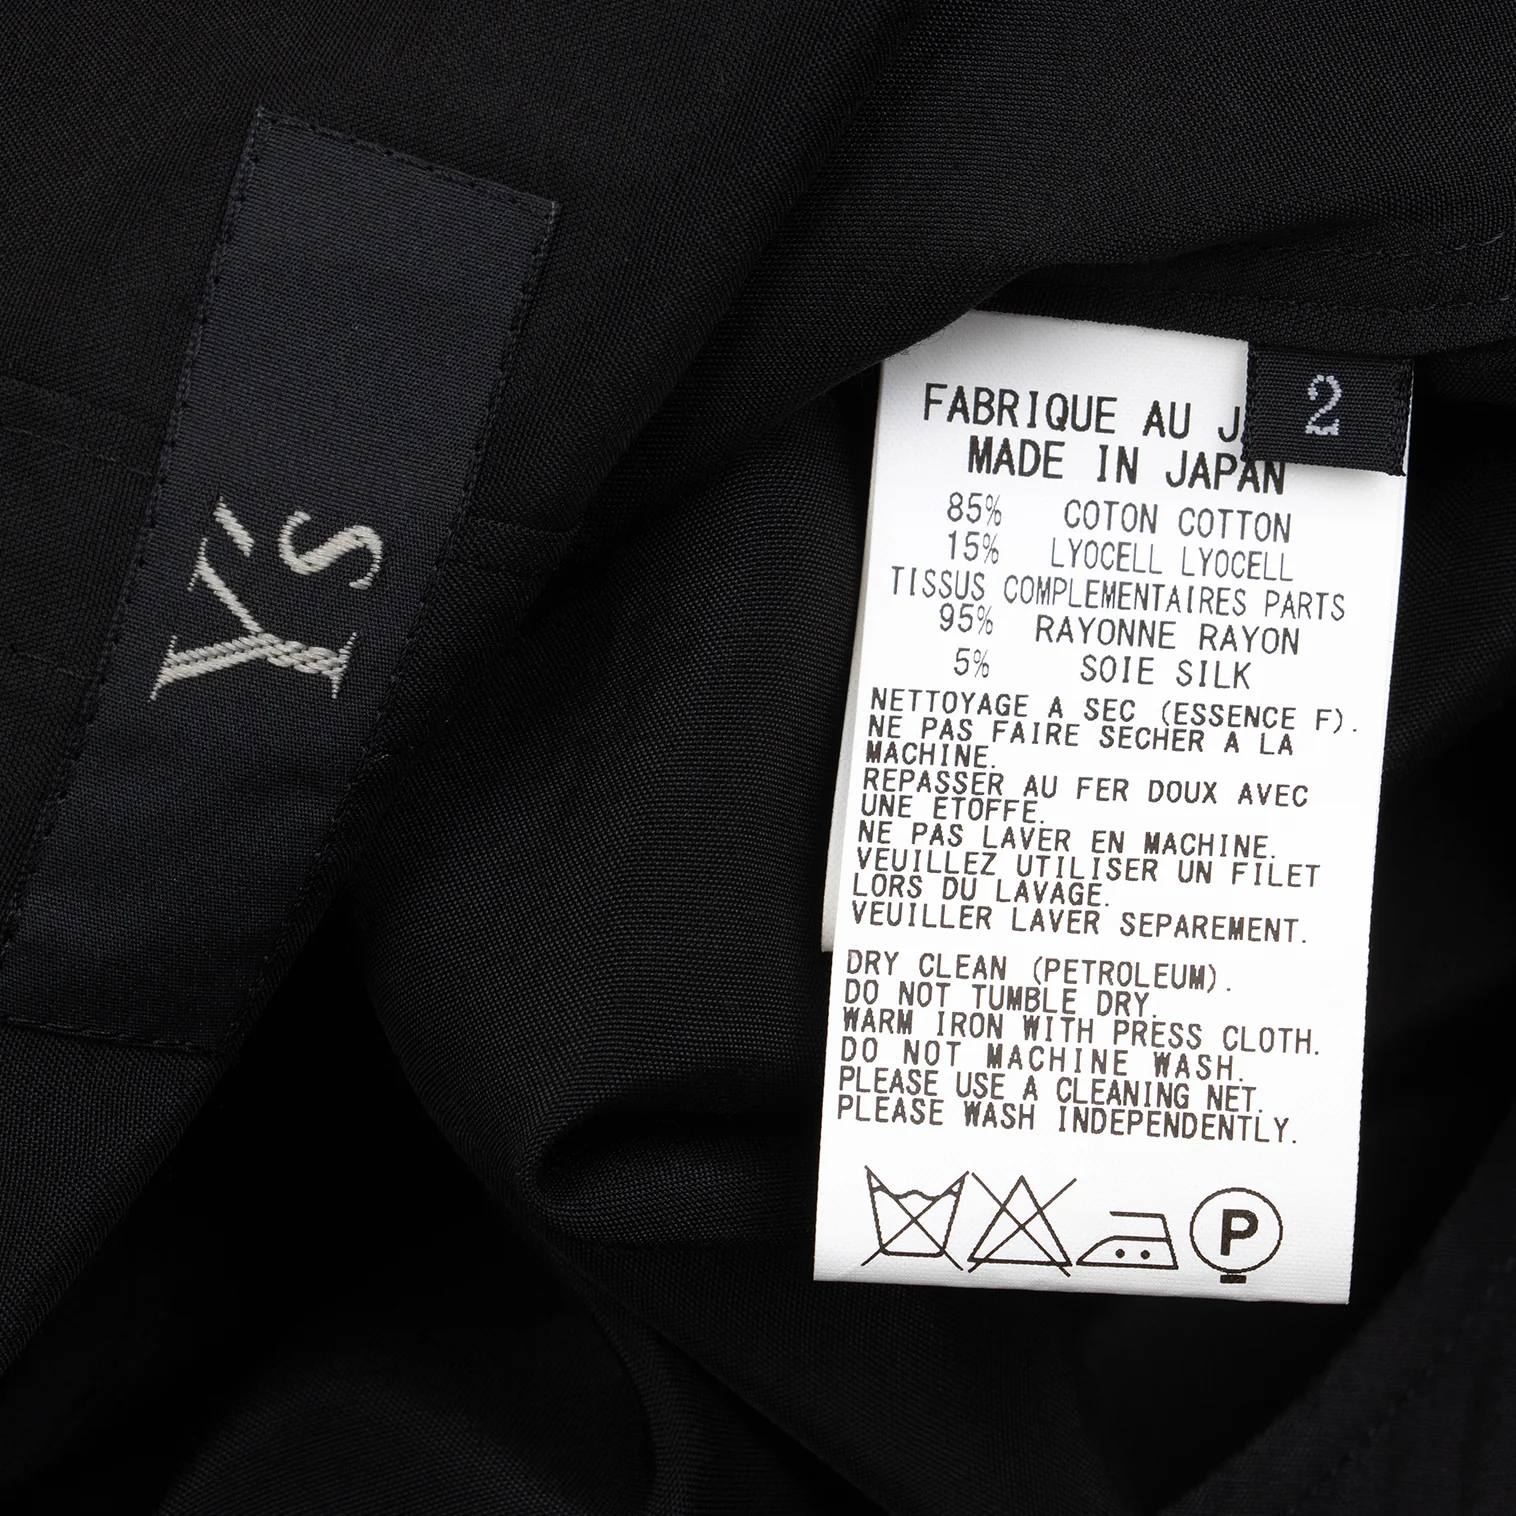 Y's
2
FABRIQUE AU
MADE IN JAPAN
85% COTON COTTON
15% LYOCELL LYOCELL
TISSUS COMPLEMENTAIRES PARTS
95% RAYONNE RAYON
5% SOIE SILK
NETTOYAGE A SEC (ESSENCE F).
NE PAS FAIRE SECHER A LA
MACHINE.
REPASSER AU FER DOUX AVEC
UNE ETOFFE.
NE PAS LAVER EN MACHINE.
VEUILLEZ UTILISER UN FILET
LORS DU LAVAGE.
VEUILLER LAVER SEPAREMENT.
DRY CLEAN (PETROLEUM).
DO NOT TUMBLE DRY.
WARM IRON WITH PRESS CLOTH.
DO NOT MACHINE WASH.
PLEASE USE A CLEANING NET.
PLEASE WASH INDEPENDENTLY.
P